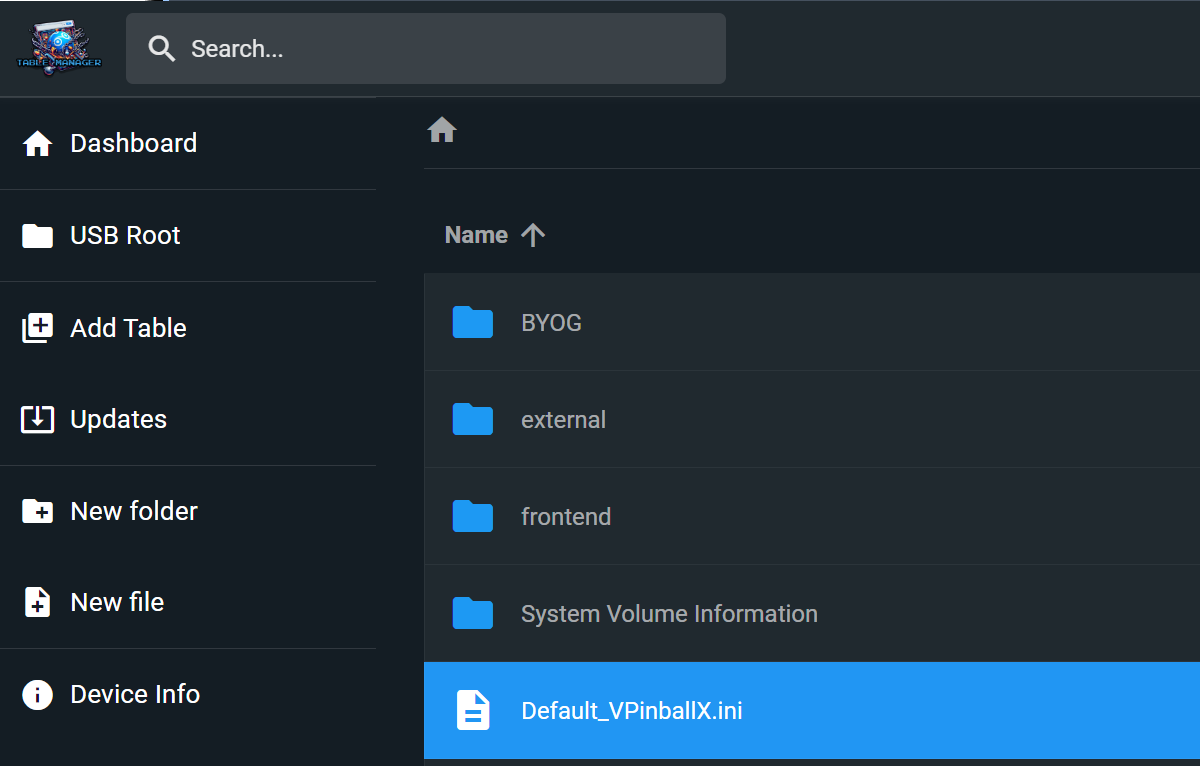 TABLE MANAGER
Search...
Dashboard
USB Root
Add Table
Updates
New folder
New file
Device Info
Name
BYOG
external
frontend
System Volume Information
Default_VPinballX.ini